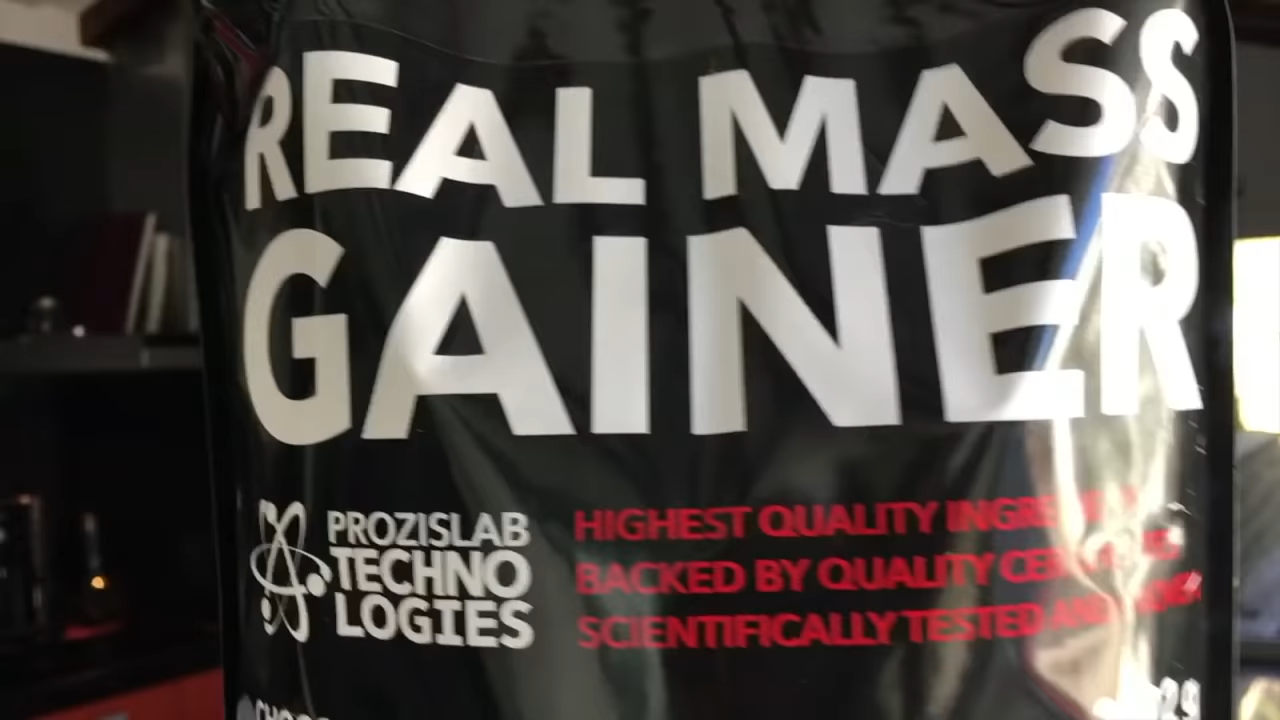 REAL MASS
GAINER
PROZISLAB
TECHNO
LOGIES
HIGHEST QUALITY
BACKED BY QUALITY
SCIENTIFICALLY TESTED